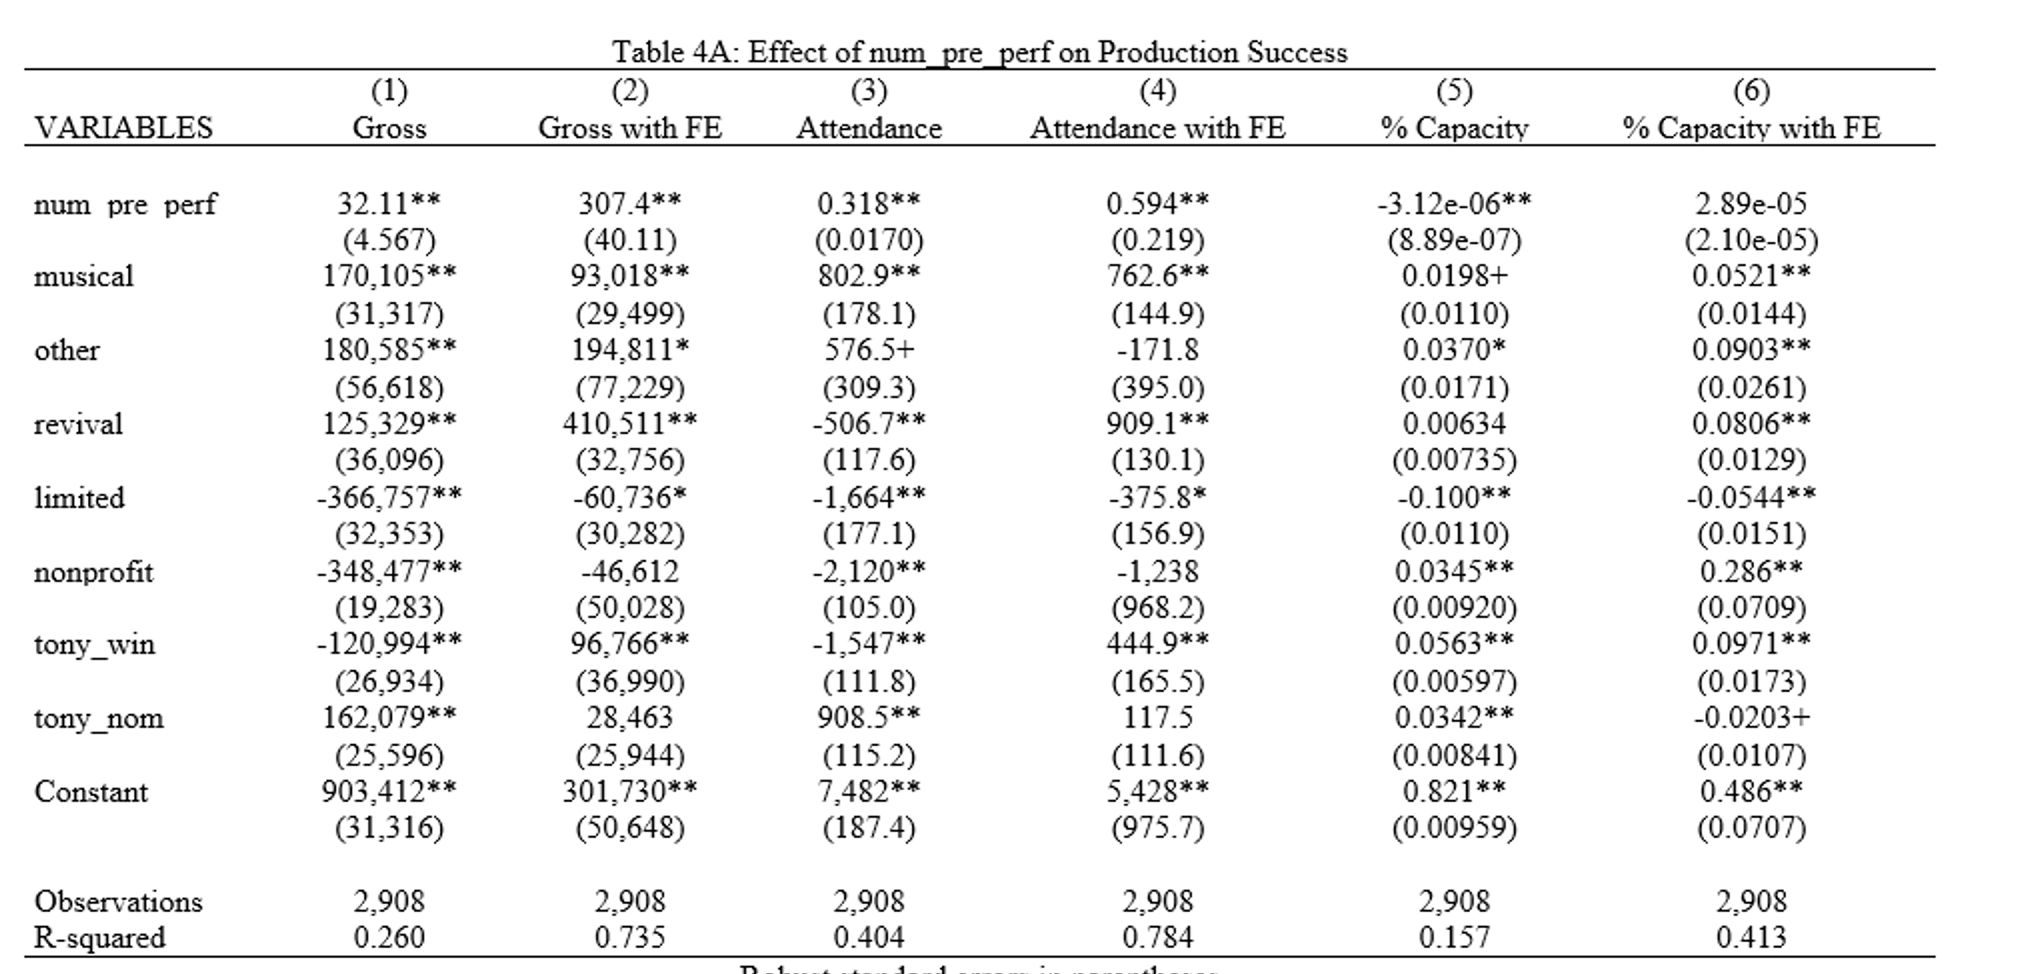 Table 4A: Effect of num_pre_perf on Production Success
(1) (2) (3) (4) (5) (6)
VARIABLES Gross Gross with FE Attendance Attendance with FE % Capacity % Capacity with FE
num pre perf 32.11** 307.4** 0.318** 0.594** -3.12e-06** 2.89e-05
(4.567) (40.11) (0.0170) (0.219) (8.89e-07) (2.10e-05)
musical 170,105** 93,018** 802.9** 762.6** 0.0198+ 0.0521**
(31,317) (29,499) (178.1) (144.9) (0.0110) (0.0144)
other 180,585** 194,811* 576.5+ -171.8 0.0370* 0.0903**
(56,618) (77,229) (309.3) (395.0) (0.0171) (0.0261)
revival 125,329** 410,511** -506.7** 909.1** 0.00634 0.0806**
(36,096) (32,756) (117.6) (130.1) (0.00735) (0.0129)
limited -366,757** -60,736* -1,664** -375.8* -0.100** -0.0544**
(32,353) (30,282) (177.1) (156.9) (0.0110) (0.0151)
nonprofit -348,477** -46,612 -2,120** -1,238 0.0345** 0.286**
(19,283) (50,028) (105.0) (968.2) (0.00920) (0.0709)
tony_win -120,994** 96,766** -1,547** 444.9** 0.0563** 0.0971**
(26,934) (36,990) (111.8) (165.5) (0.00597) (0.0173)
tony_nom 162,079** 28,463 908.5** 117.5 0.0342** -0.0203+
(25,596) (25,944) (115.2) (111.6) (0.00841) (0.0107)
Constant 903,412** 301,730** 7,482** 5,428** 0.821** 0.486**
(31,316) (50,648) (187.4) (975.7) (0.00959) (0.0707)
Observations 2,908 2,908 2,908 2,908 2,908 2,908
R-squared 0.260 0.735 0.404 0.784 0.157 0.413
Robust standard errors in parentheses